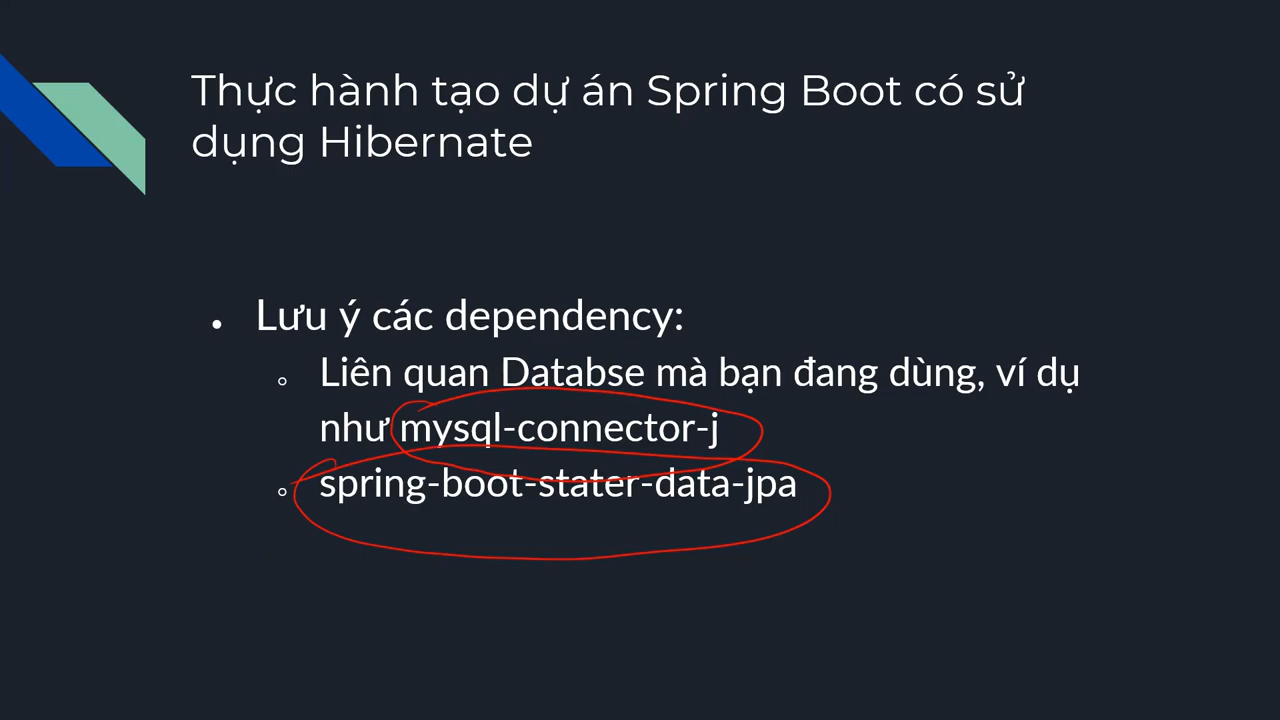 Thực hành tạo dự án Spring Boot có sử
dụng Hibernate
Lưu ý các dependency:
Liên quan Databse mà bạn đang dùng, ví dụ
như mysql-connector-j
spring-boot-stater-data-jpa